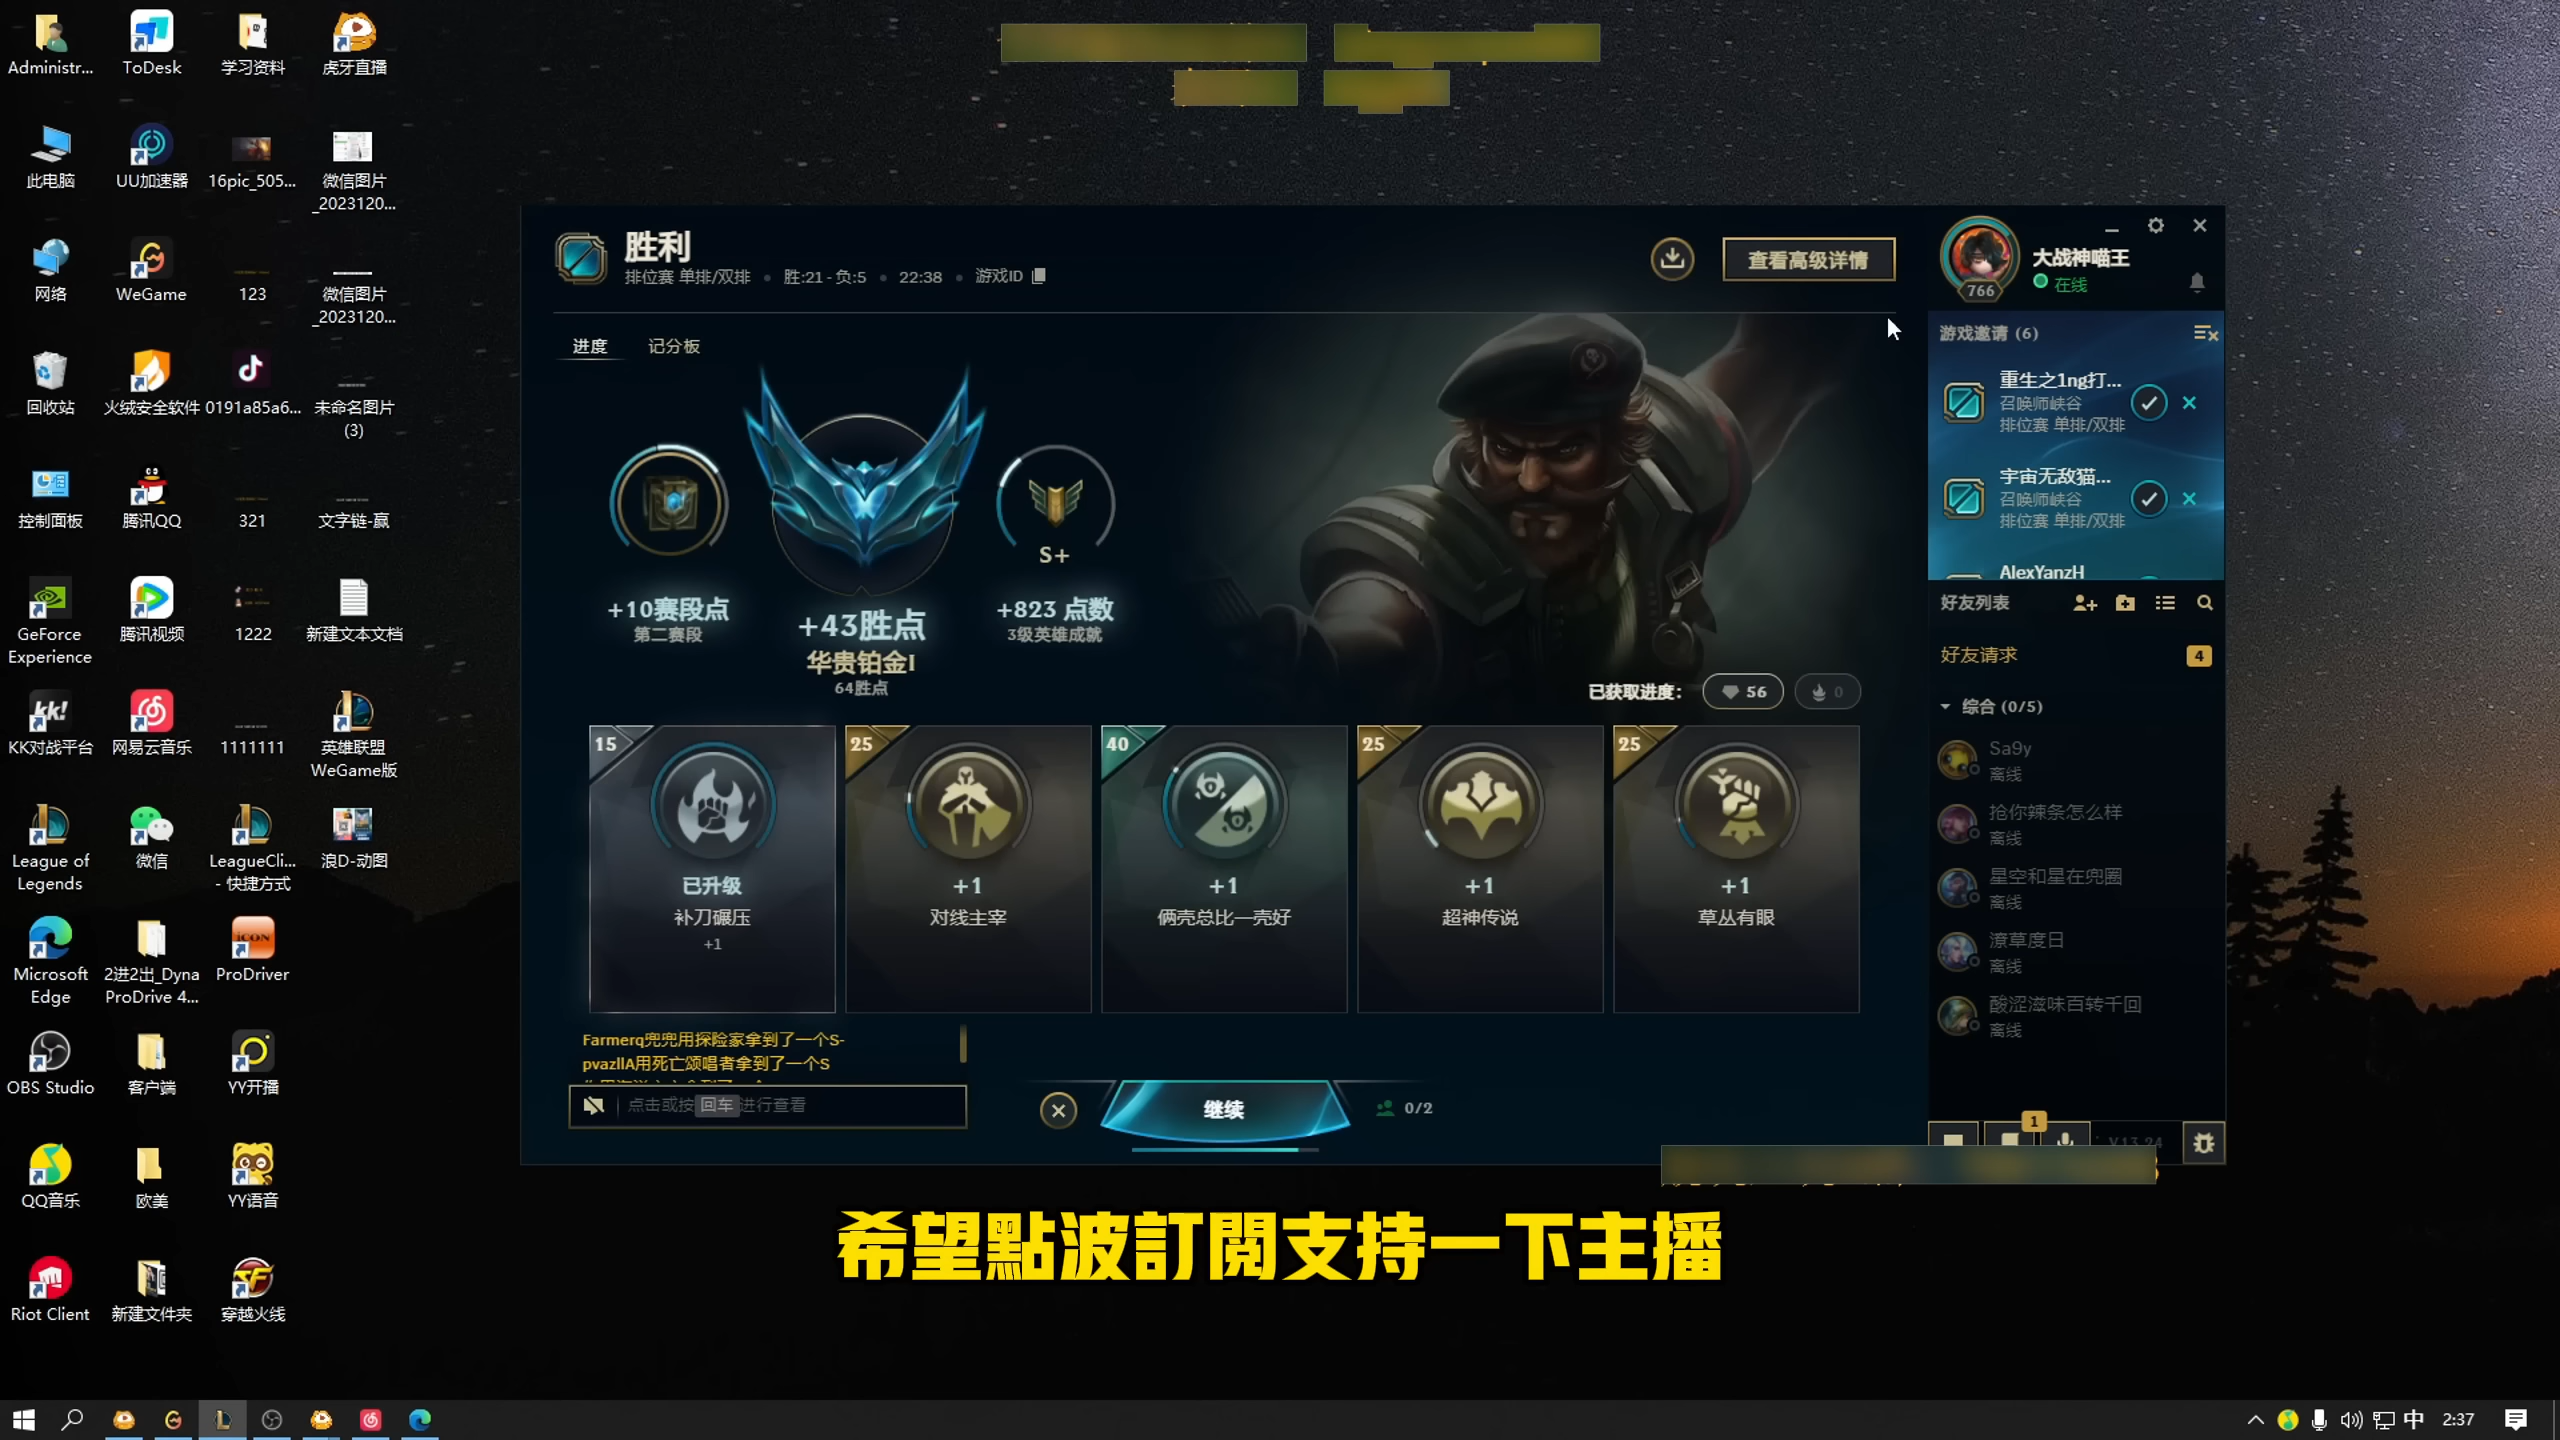 Administr...
ToDesk
学习资料
虎牙直播
此电脑
UU加速器
16pic_505...
微信图片
_2023120...
网络
WeGame
123
微信图片
_2023120...
回收站
火绒安全软件
0191a85a6...
未命名图片
(3)
控制面板
腾讯QQ
321
文字链-赢
GeForce
Experience
腾讯视频
1222
新建文本文档
KK对战平台
网易云音乐
1111111
英雄联盟
WeGame版
League of
Legends
微信
LeagueCli...
- 快捷方式
浪D-动图
Microsoft
Edge
2进2出_Dyna
ProDrive 4...
ProDriver
OBS Studio
客户端
YY开播
QQ音乐
欧美
YY语音
Riot Client
新建文件夹
穿越火线
胜利
排位赛 单排/双排 • 胜:21 - 负:5 • 22:38 • 游戏ID
查看高级详情
进度
记分板
S+
+10赛段点
第二赛段
+43胜点
华贵铂金I
64胜点
+823 点数
3级英雄成就
已获取进度:
56
0
15
已升级
补刀碾压
+1
25
+1
对线主宰
40
+1
俩壳总比一壳好
25
+1
超神传说
25
+1
草丛有眼
Farmerq兜兜用探险家拿到了一个S-
pvazllA用死亡颂唱者拿到了一个S
点击或按 回车 进行查看
继续
0/2
766
大战神喵王
在线
游戏邀请 (6)
重生之1ng打...
召唤师峡谷
排位赛 单排/双排
宇宙无敌猫...
召唤师峡谷
排位赛 单排/双排
AlexYanzH
好友列表
好友请求
4
综合 (0/5)
Sa9y
离线
抢你辣条怎么样
离线
星空和星在兜圈
离线
潦草度日
离线
酸涩滋味百转千回
离线
1
V13.24
希望點波訂閱支持一下主播
中
2:37